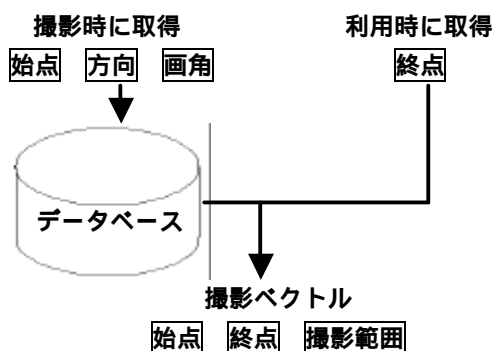 撮影時に取得
始点 方向 画角
利用時に取得
終点
データベース
撮影ベクトル
始点 終点 撮影範囲